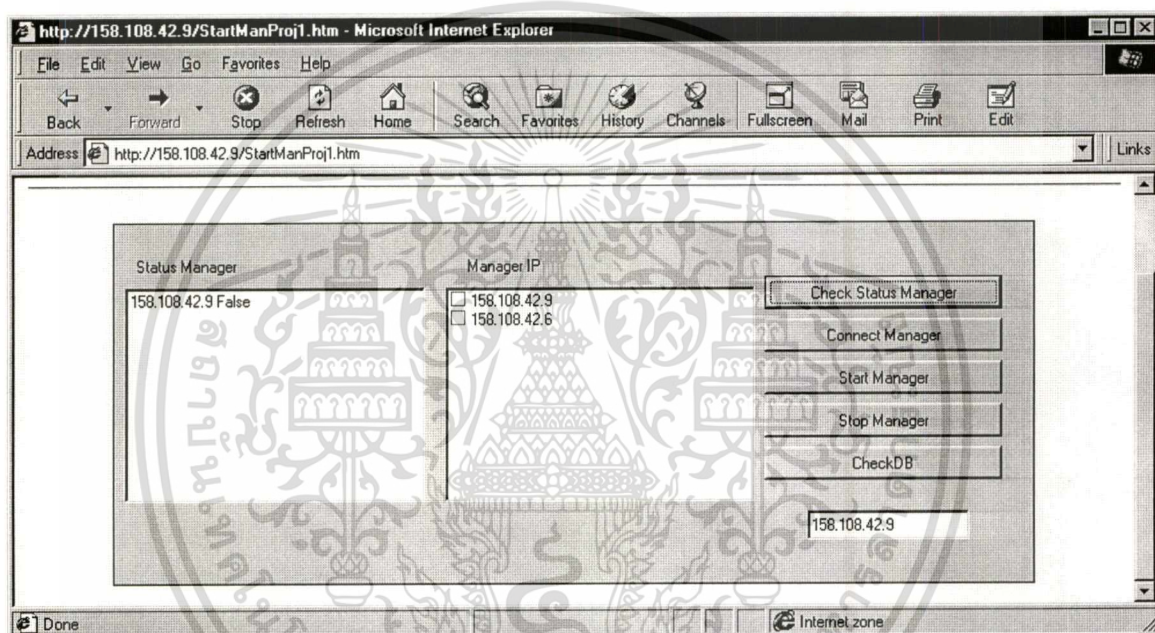 http://158.108.42.9/StartManProj1.htm - Microsoft Internet Explorer
File Edit View Go Favorites Help
Back Forward Stop Refresh Home Search Favorites History Channels Fullscreen Mail Print Edit
Address http://158.108.42.9/StartManProj1.htm Links
Status Manager
158.108.42.9 False
Manager IP
158.108.42.9
158.108.42.6
Check Status Manager
Connect Manager
Start Manager
Stop Manager
CheckDB
158.108.42.9
Done Internet zone